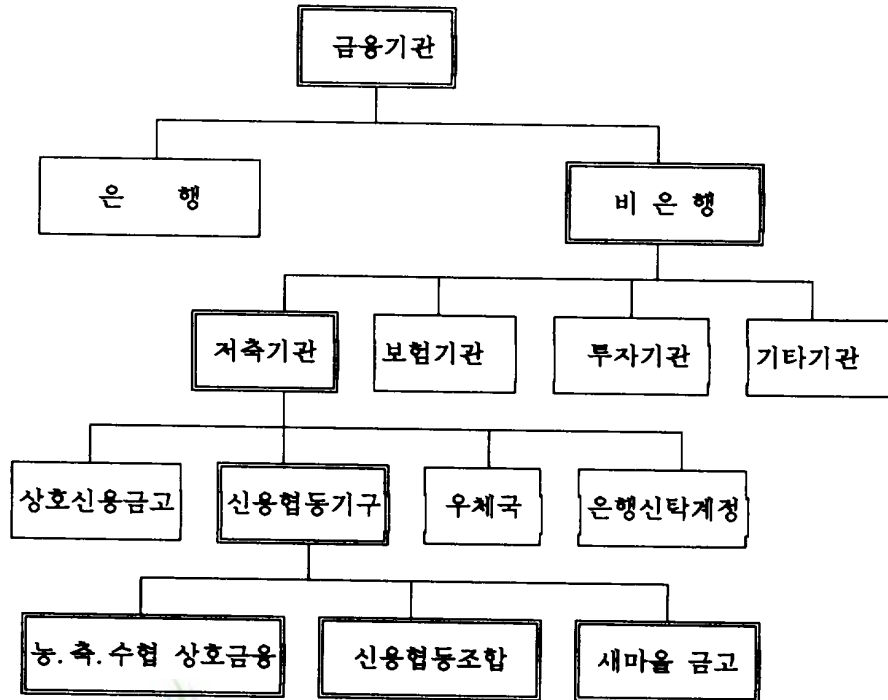 금융기관
은 행
비 은 행
저축기관
보험기관
투자기관
기타기관
상호신용금고
신용협동기구
우체국
은행신탁계정
농.축.수협 상호금융
신용협동조합
새마을 금고